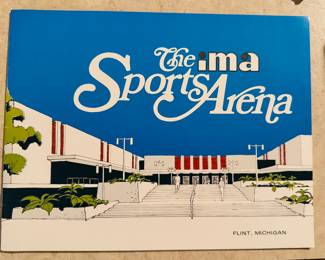 The ima
Sports Arena
FLINT, MICHIGAN